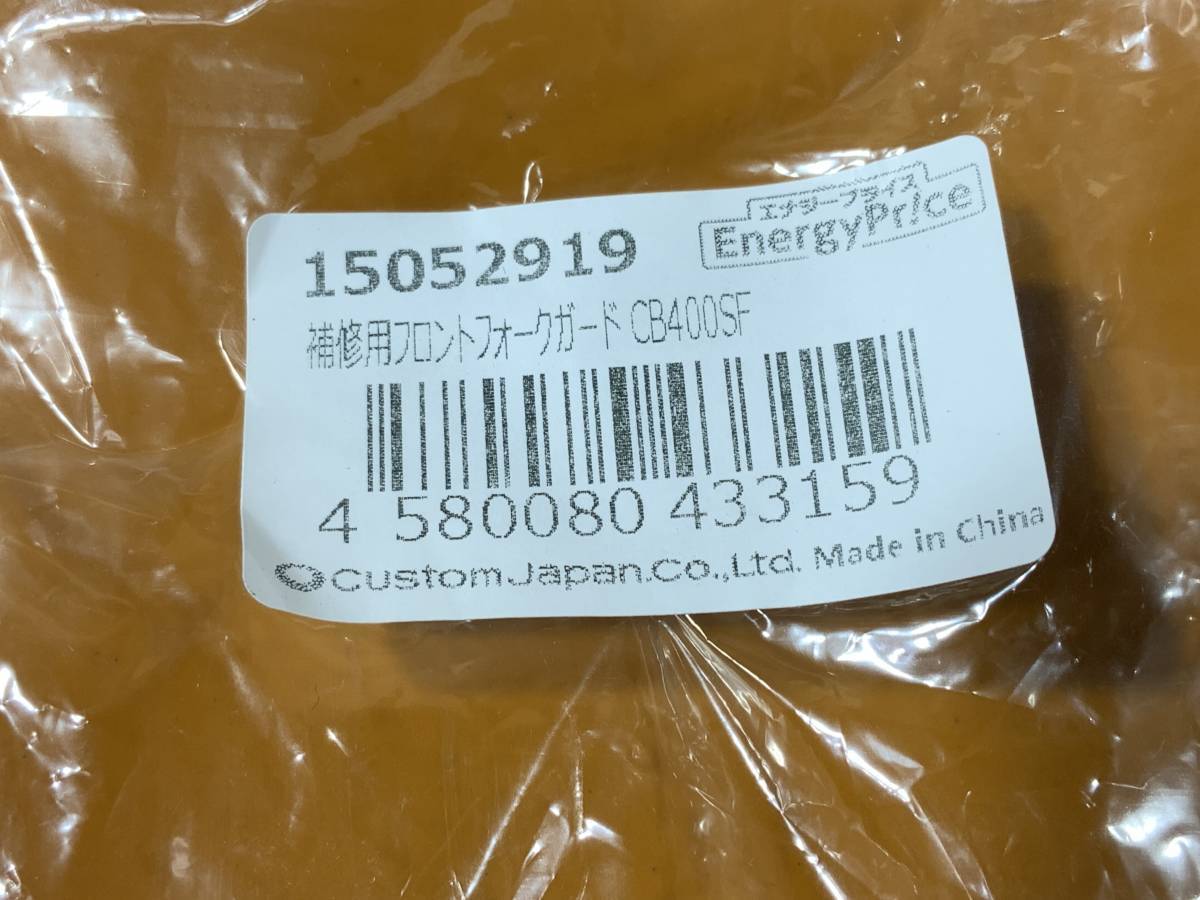 15052919
エナジープライス
EnergyPrice
補修用フロントフォークガード CB400SF
4 580080 433159
CustomJapan.Co.,Ltd. Made in China